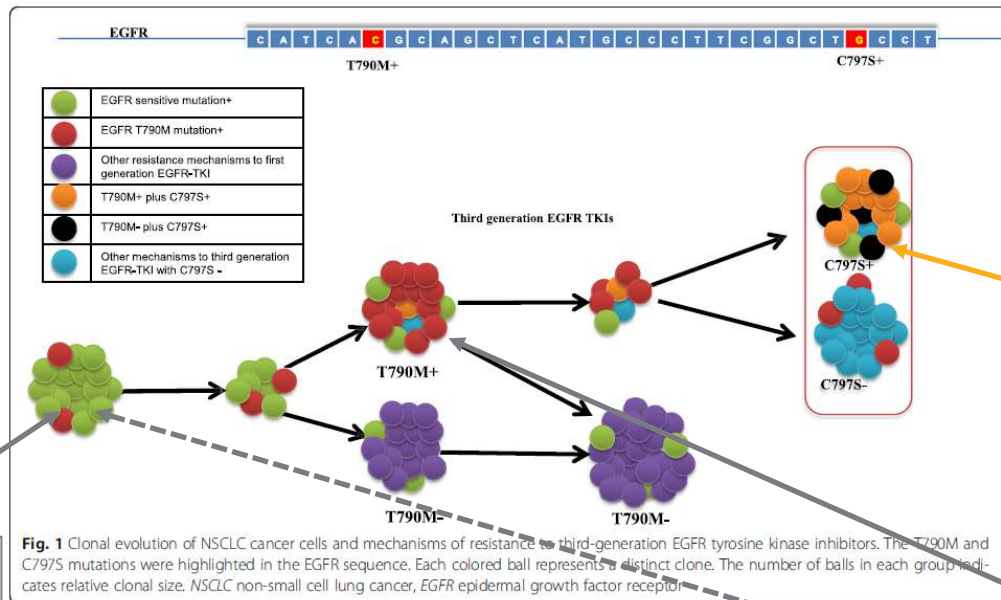 EGFR
C A T C A C G C A G C T C A T G C C C T T C G G C T G C C T
T790M+ C797S+
EGFR sensitive mutation+
EGFR T790M mutation+
Other resistance mechanisms to first
generation EGFR-TKI
T790M+ plus C797S+
T790M- plus C797S+
Other mechanisms to third generation
EGFR-TKI with C797S -
Third generation EGFR TKIs
C797S+
T790M+
C797S-
T790M-
T790M-
Fig. 1 Clonal evolution of NSCLC cancer cells and mechanisms of resistance to third-generation EGFR tyrosine kinase inhibitors. The T790M and
C797S mutations were highlighted in the EGFR sequence. Each colored ball represents a distinct clone. The number of balls in each group indi-
cates relative clonal size. NSCLC non-small cell lung cancer, EGFR epidermal growth factor receptor